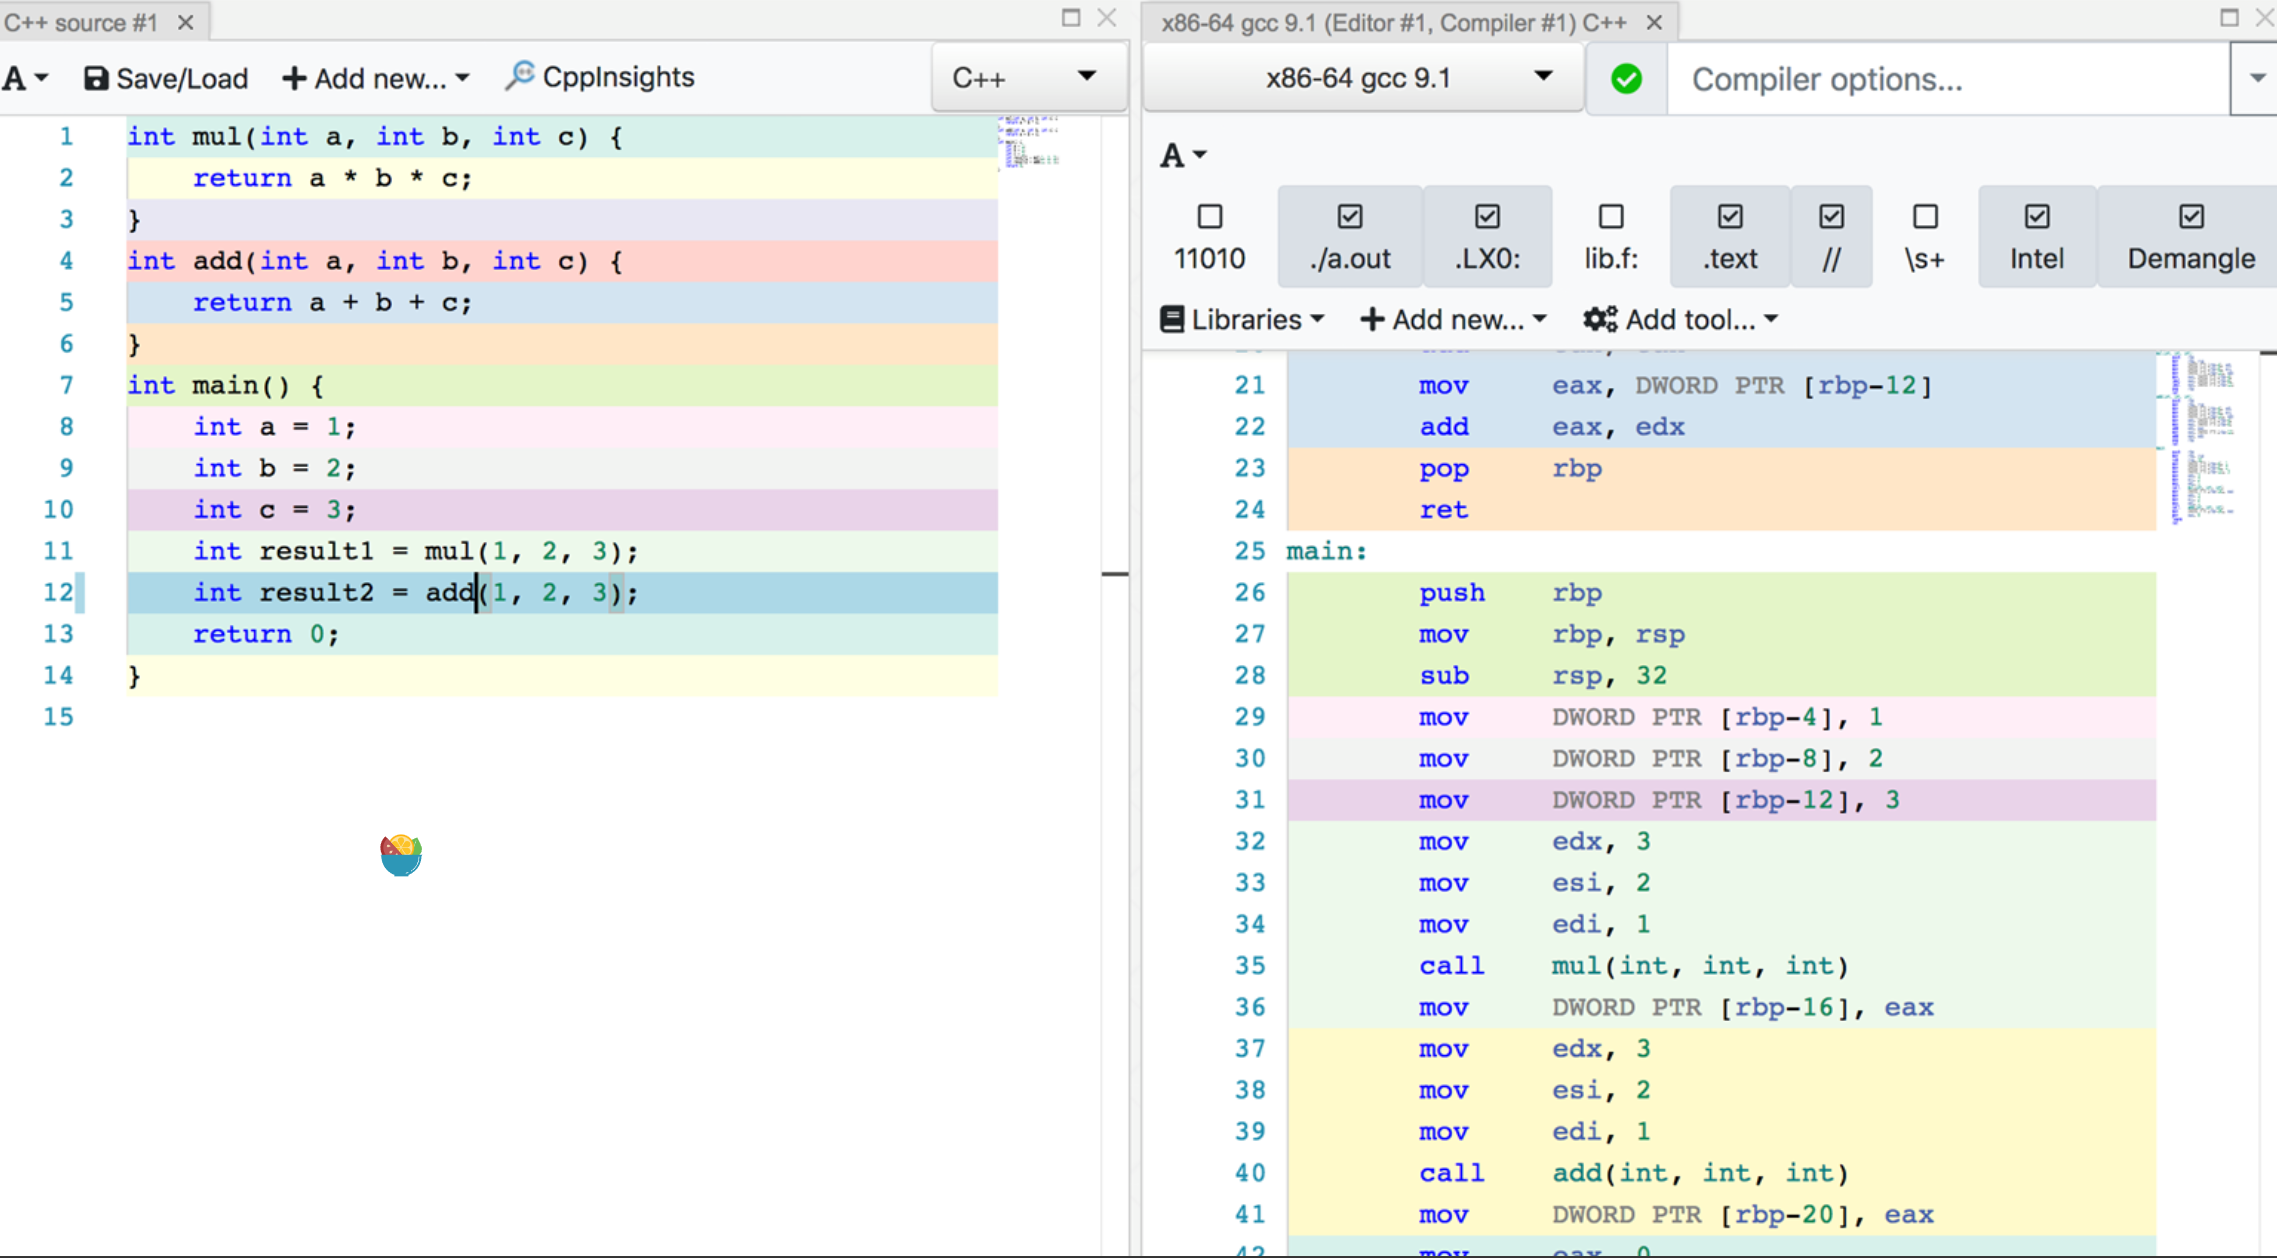 C++ source #1
A Save/Load Add new... CppInsights C++
1 int mul(int a, int b, int c) {
2 return a * b * c;
3 }
4 int add(int a, int b, int c) {
5 return a + b + c;
6 }
7 int main() {
8 int a = 1;
9 int b = 2;
10 int c = 3;
11 int result1 = mul(1, 2, 3);
12 int result2 = add(1, 2, 3);
13 return 0;
14 }
15
x86-64 gcc 9.1 (Editor #1, Compiler #1) C++
x86-64 gcc 9.1 Compiler options...
A
11010 ./a.out .LX0: lib.f: .text // \s+ Intel Demangle
Libraries Add new... Add tool...
21 mov eax, DWORD PTR [rbp-12]
22 add eax, edx
23 pop rbp
24 ret
25 main:
26 push rbp
27 mov rbp, rsp
28 sub rsp, 32
29 mov DWORD PTR [rbp-4], 1
30 mov DWORD PTR [rbp-8], 2
31 mov DWORD PTR [rbp-12], 3
32 mov edx, 3
33 mov esi, 2
34 mov edi, 1
35 call mul(int, int, int)
36 mov DWORD PTR [rbp-16], eax
37 mov edx, 3
38 mov esi, 2
39 mov edi, 1
40 call add(int, int, int)
41 mov DWORD PTR [rbp-20], eax
42 mov eax, 0